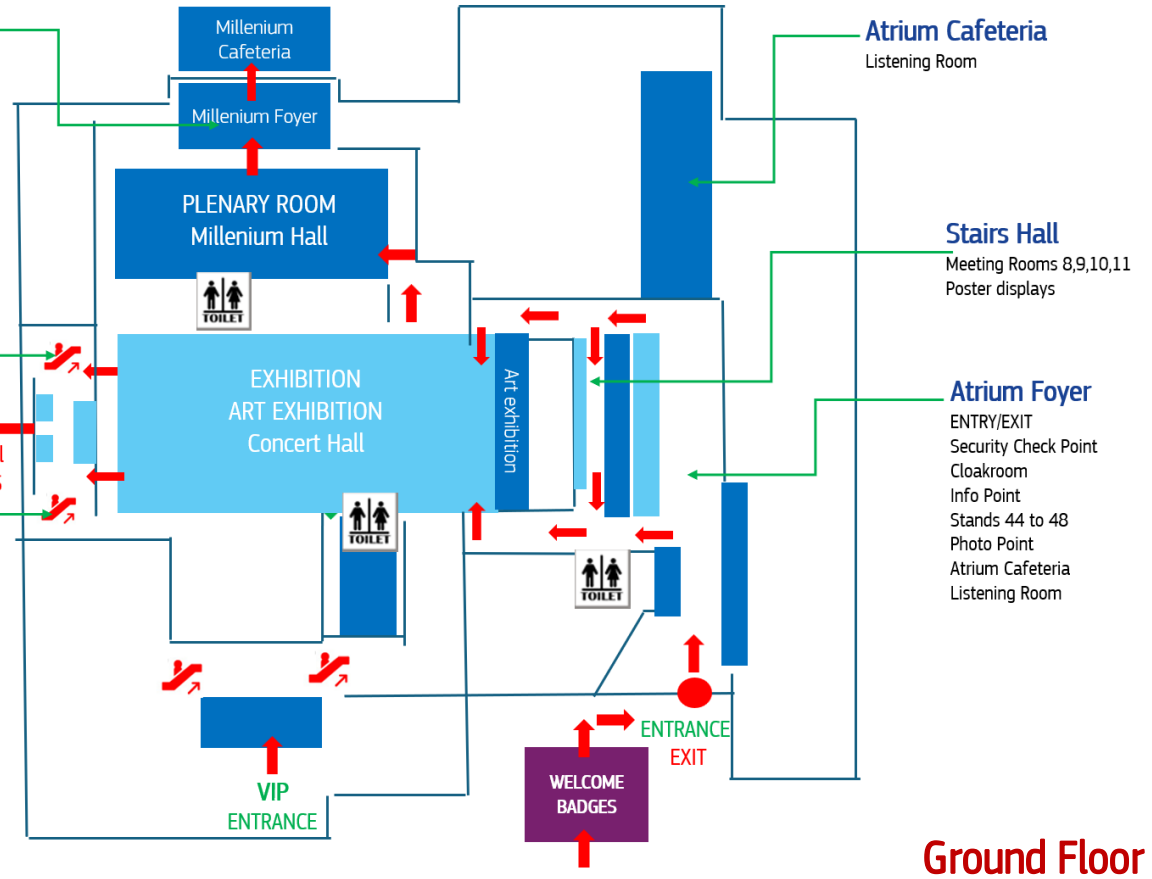 Millenium
Cafeteria
Millenium Foyer
PLENARY ROOM
Millenium Hall
TOILET
EXHIBITION
ART EXHIBITION
Concert Hall
Art exhibition
TOILET
TOILET
VIP
ENTRANCE
WELCOME
BADGES
ENTRANCE
EXIT
Atrium Cafeteria
Listening Room
Stairs Hall
Meeting Rooms 8,9,10,11
Poster displays
Atrium Foyer
ENTRY/EXIT
Security Check Point
Cloakroom
Info Point
Stands 44 to 48
Photo Point
Atrium Cafeteria
Listening Room
Ground Floor